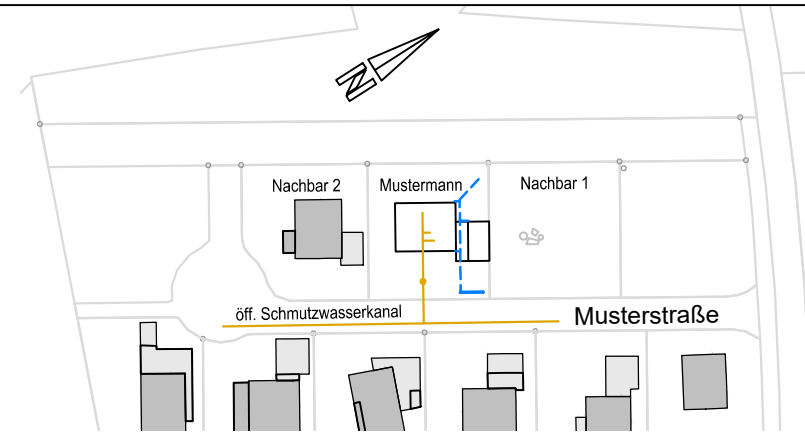 N
Nachbar 2
Mustermann
Nachbar 1
öff. Schmutzwasserkanal
Musterstraße